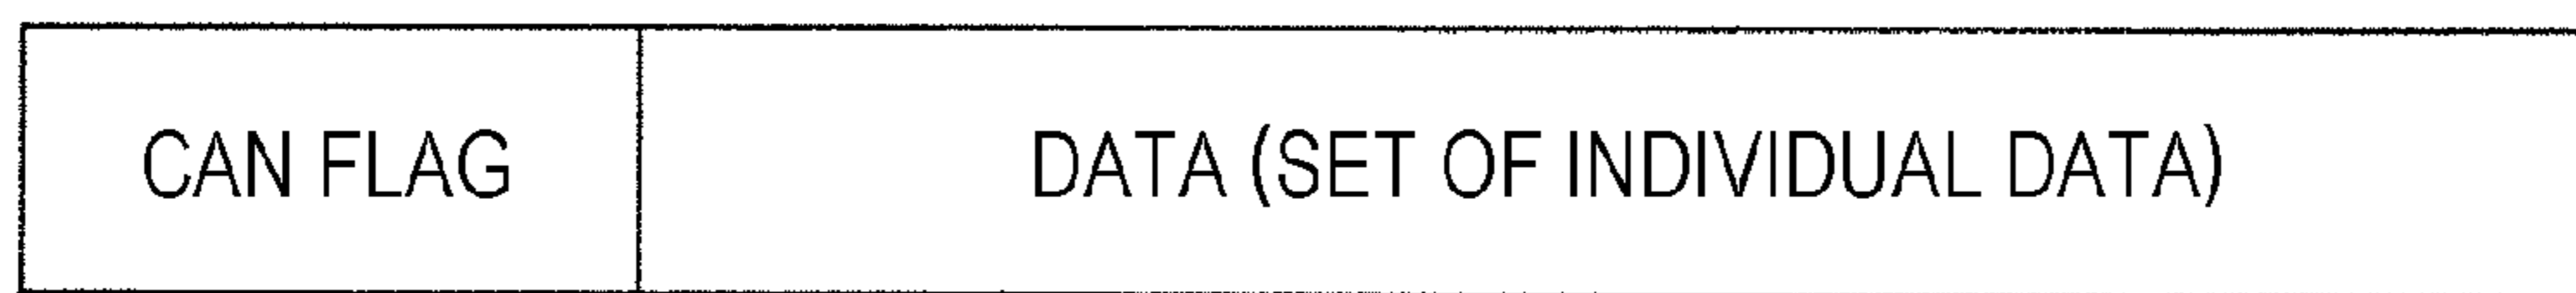 CAN FLAG
DATA (SET OF INDIVIDUAL DATA)